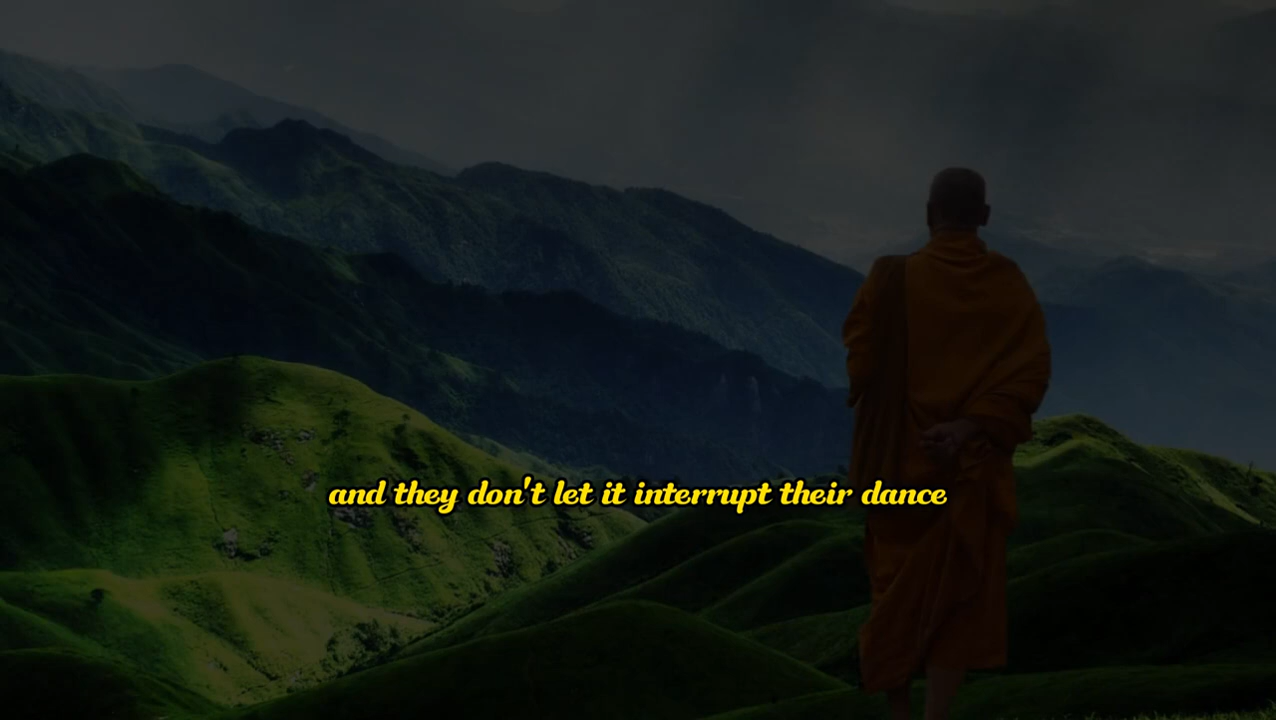 and they don't let it interrupt their dance